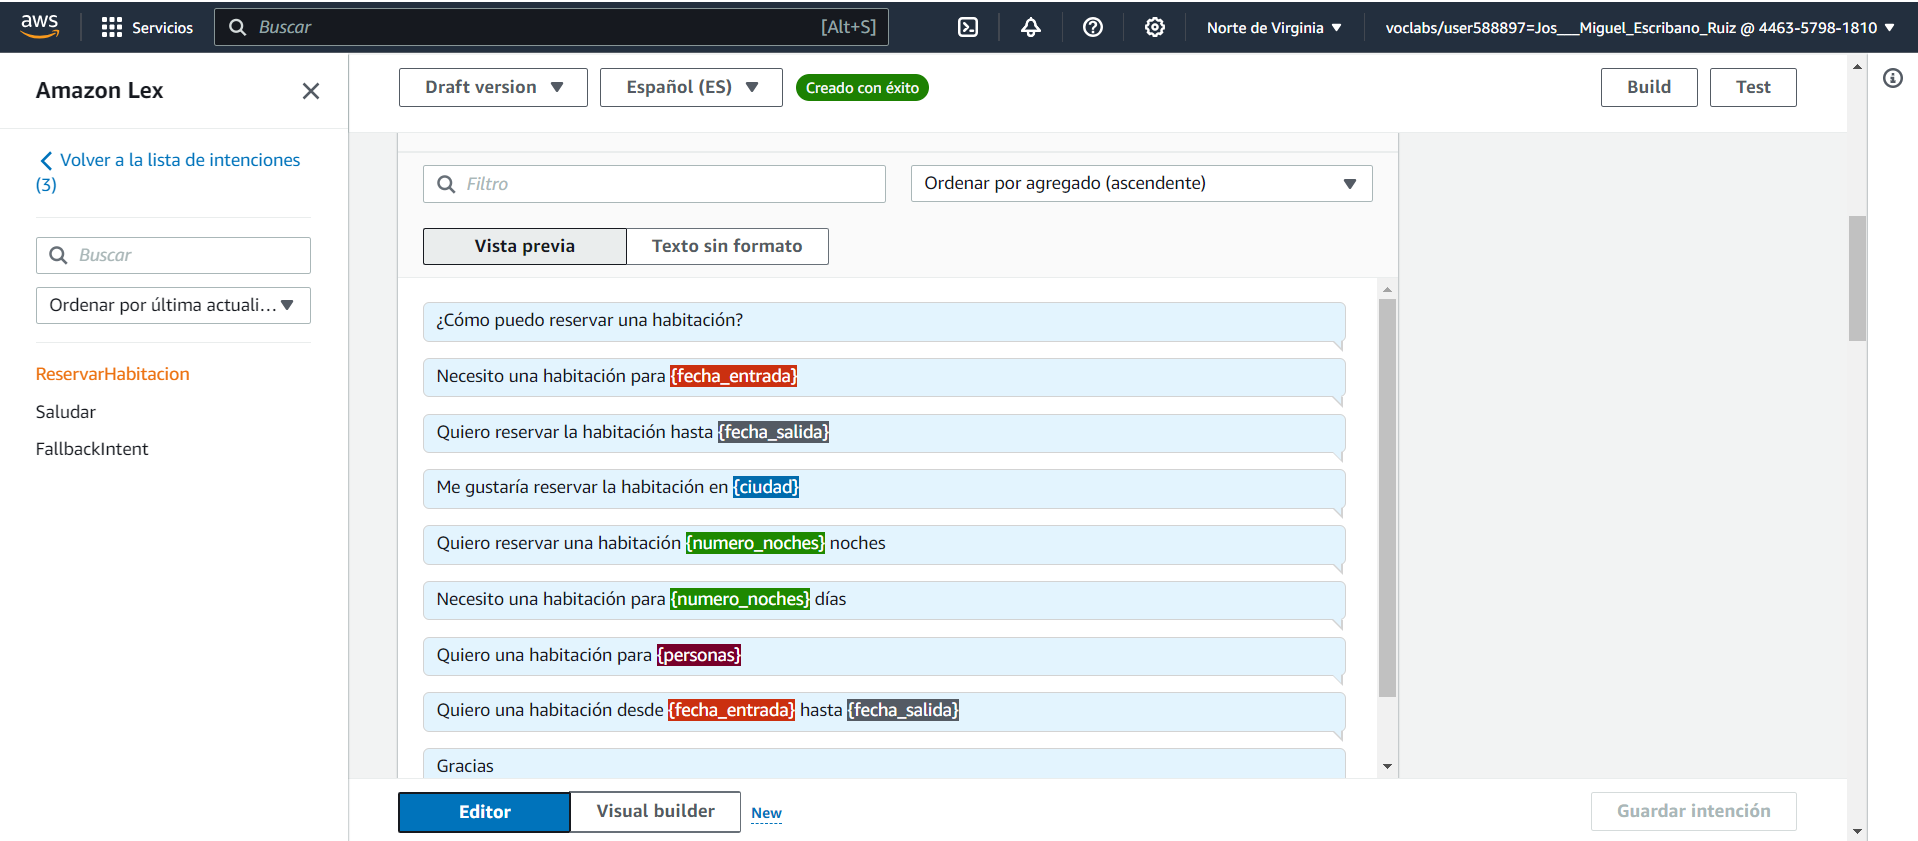 aws
Servicios
Buscar
[Alt+S]
Norte de Virginia
voclabs/user588897=Jos___Miguel_Escribano_Ruiz @ 4463-5798-1810
Amazon Lex
Volver a la lista de intenciones
(3)
Buscar
Ordenar por última actuali...
ReservarHabitacion
Saludar
FallbackIntent
Draft version
Español (ES)
Creado con éxito
Build
Test
Filtro
Ordenar por agregado (ascendente)
Vista previa
Texto sin formato
¿Cómo puedo reservar una habitación?
Necesito una habitación para {fecha_entrada}
Quiero reservar la habitación hasta {fecha_salida}
Me gustaría reservar la habitación en {ciudad}
Quiero reservar una habitación {numero_noches} noches
Necesito una habitación para {numero_noches} días
Quiero una habitación para {personas}
Quiero una habitación desde {fecha_entrada} hasta {fecha_salida}
Gracias
Editor
Visual builder
New
Guardar intención